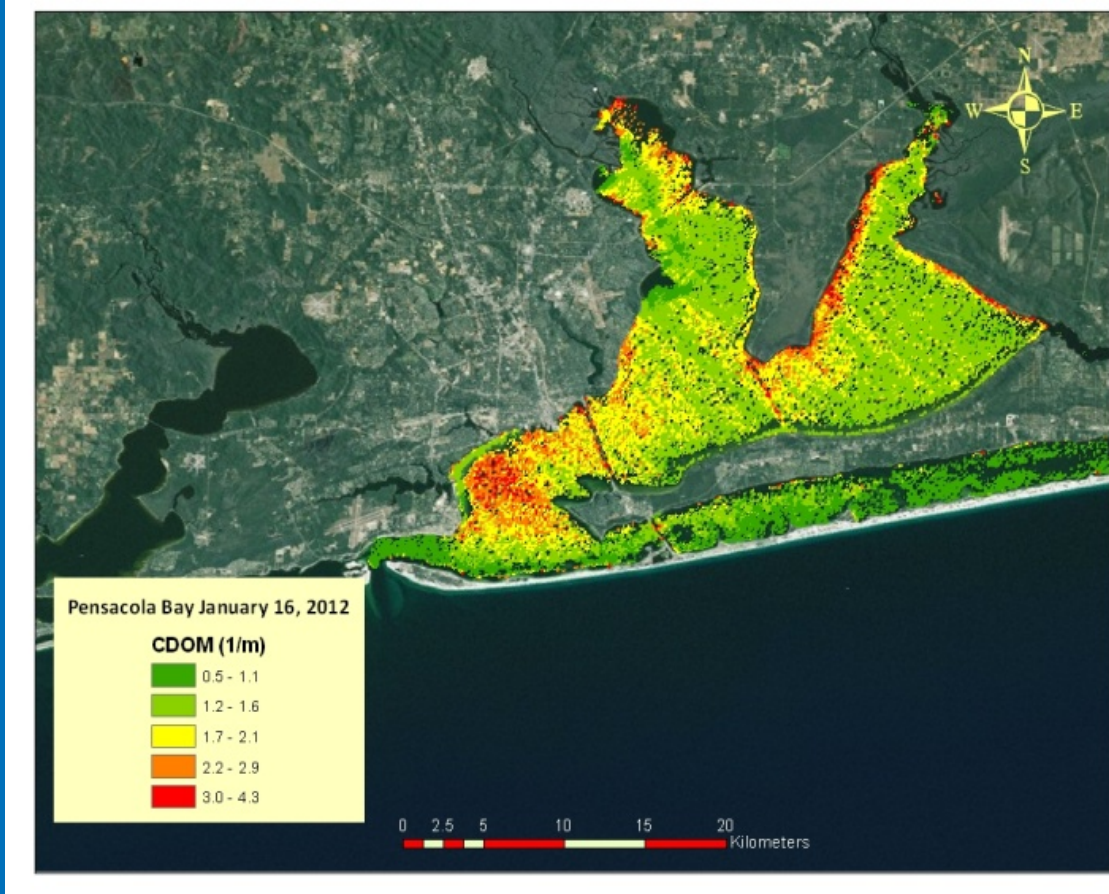 N
W E
S
Pensacola Bay January 16, 2012
CDOM (1/m)
0.5 - 1.1
1.2 - 1.6
1.7 - 2.1
2.2 - 2.9
3.0 - 4.3
0 2.5 5 10 15 20
Kilometers